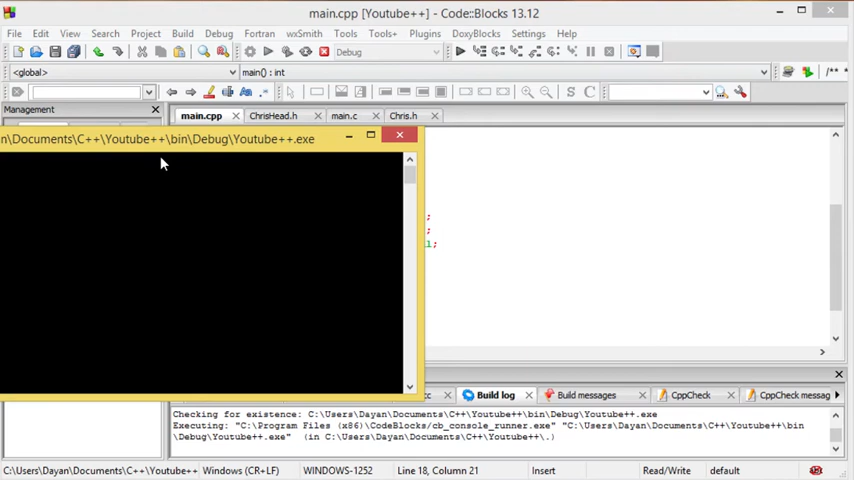 main.cpp [Youtube++] - Code::Blocks 13.12
File Edit View Search Project Build Debug Fortran wxSmith Tools Tools+ Plugins DoxyBlocks Settings Help
Debug
<global> main() : int /**
S C
Management main.cpp ChrisHead.h main.c Chris.h
n\Documents\C++\Youtube++\bin\Debug\Youtube++.exe
;
;
ll;
cc Build log Build messages CppCheck CppCheck messag
Checking for existence: C:\Users\Dayan\Documents\C++\Youtube++\bin\Debug\Youtube++.exe
Executing: "C:\Program Files (x86)\CodeBlocks/cb_console_runner.exe" "C:\Users\Dayan\Documents\C++\Youtube++\bin
\Debug\Youtube++.exe" (in C:\Users\Dayan\Documents\C++\Youtube++\.)
C:\Users\Dayan\Documents\C++\Youtube++ Windows (CR+LF) WINDOWS-1252 Line 18, Column 21 Insert Read/Write default